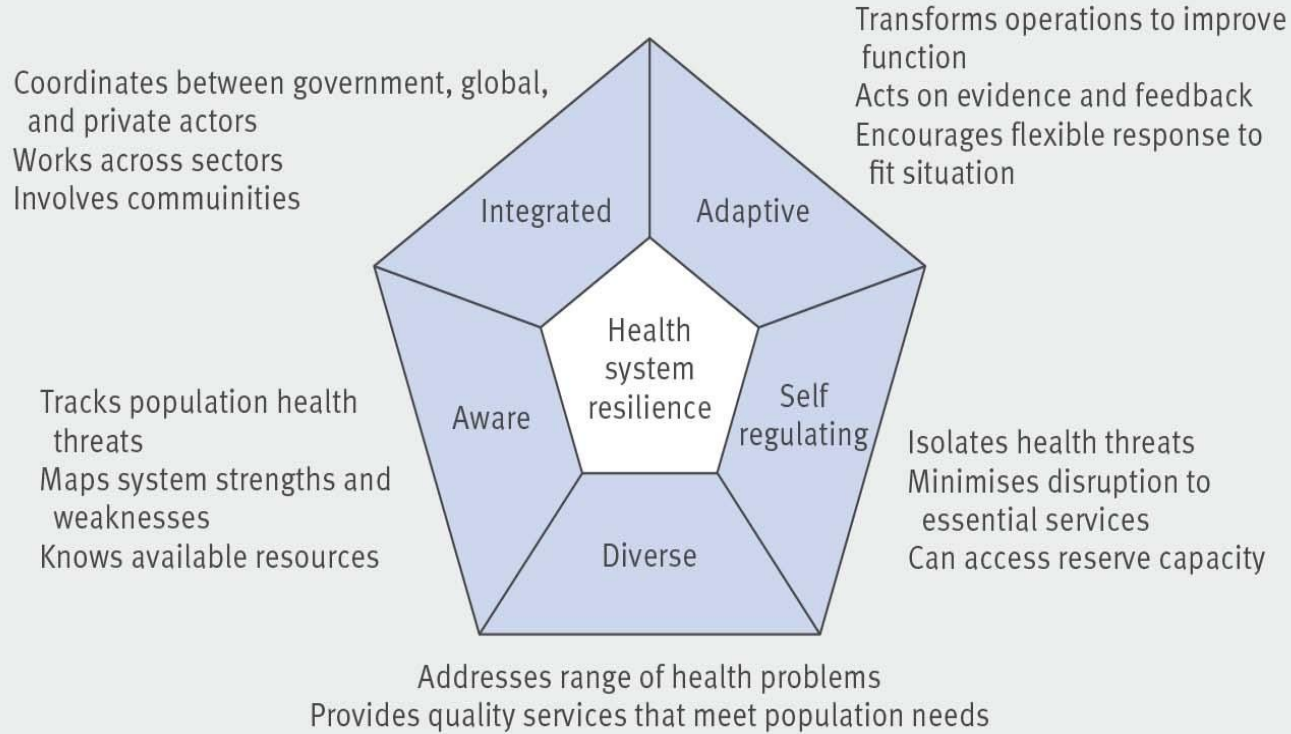 Coordinates between government, global,
and private actors
Works across sectors
Involves commuinities
Transforms operations to improve
function
Acts on evidence and feedback
Encourages flexible response to
fit situation
Integrated
Adaptive
Health
system
resilience
Aware
Self
regulating
Diverse
Tracks population health
threats
Maps system strengths and
weaknesses
Knows available resources
Isolates health threats
Minimises disruption to
essential services
Can access reserve capacity
Addresses range of health problems
Provides quality services that meet population needs